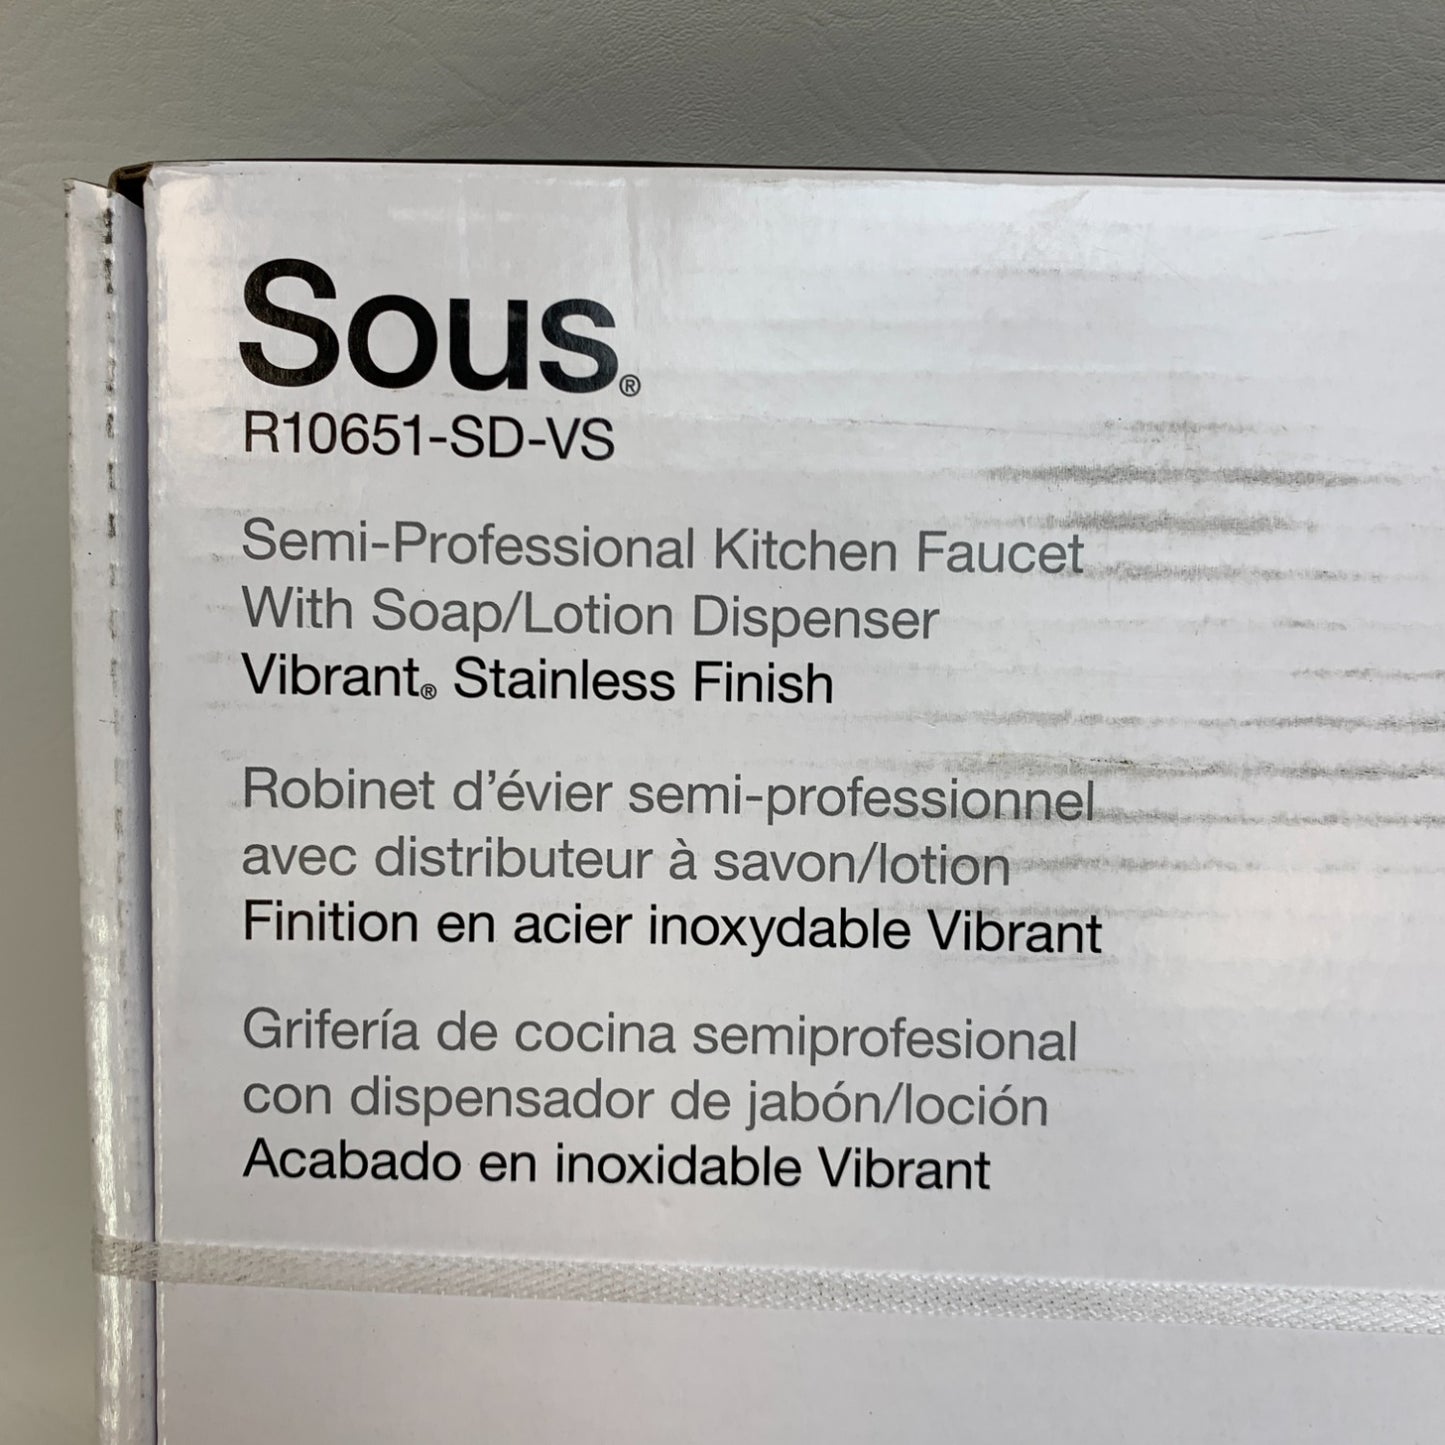 Sous®
R10651-SD-VS
Semi-Professional Kitchen Faucet
With Soap/Lotion Dispenser
Vibrant® Stainless Finish
Robinet d'évier semi-professionnel
avec distributeur à savon/lotion
Finition en acier inoxydable Vibrant
Grifería de cocina semiprofesional
con dispensador de jabón/loción
Acabado en inoxidable Vibrant